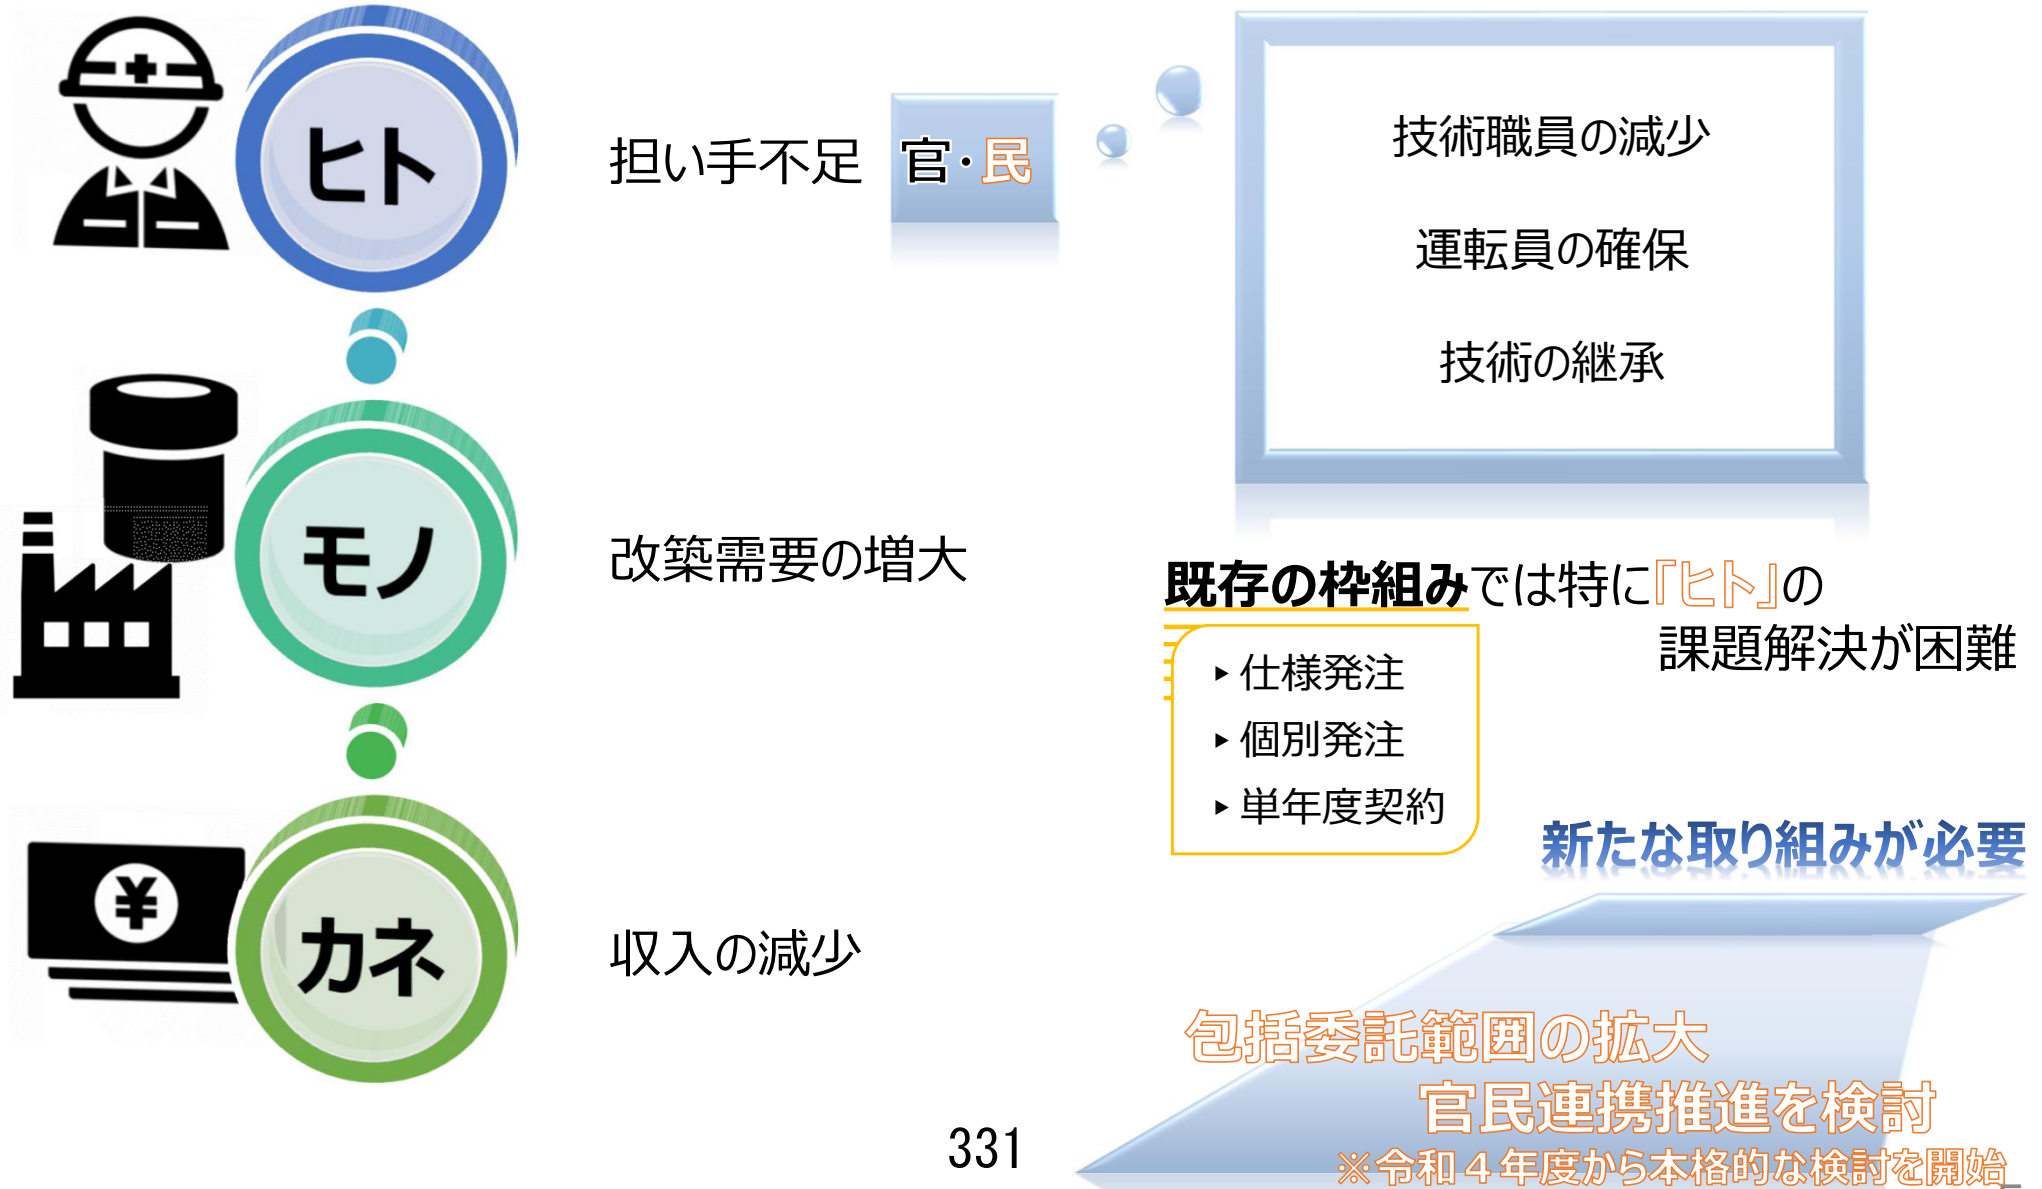 ヒト
担い手不足
官・民
技術職員の減少
運転員の確保
技術の継承
モノ
改築需要の増大
既存の枠組みでは特に「ヒト」の
課題解決が困難
▸仕様発注
▸個別発注
▸単年度契約
新たな取り組みが必要
¥
カネ
収入の減少
包括委託範囲の拡大
官民連携推進を検討
※令和４年度から本格的な検討を開始
331